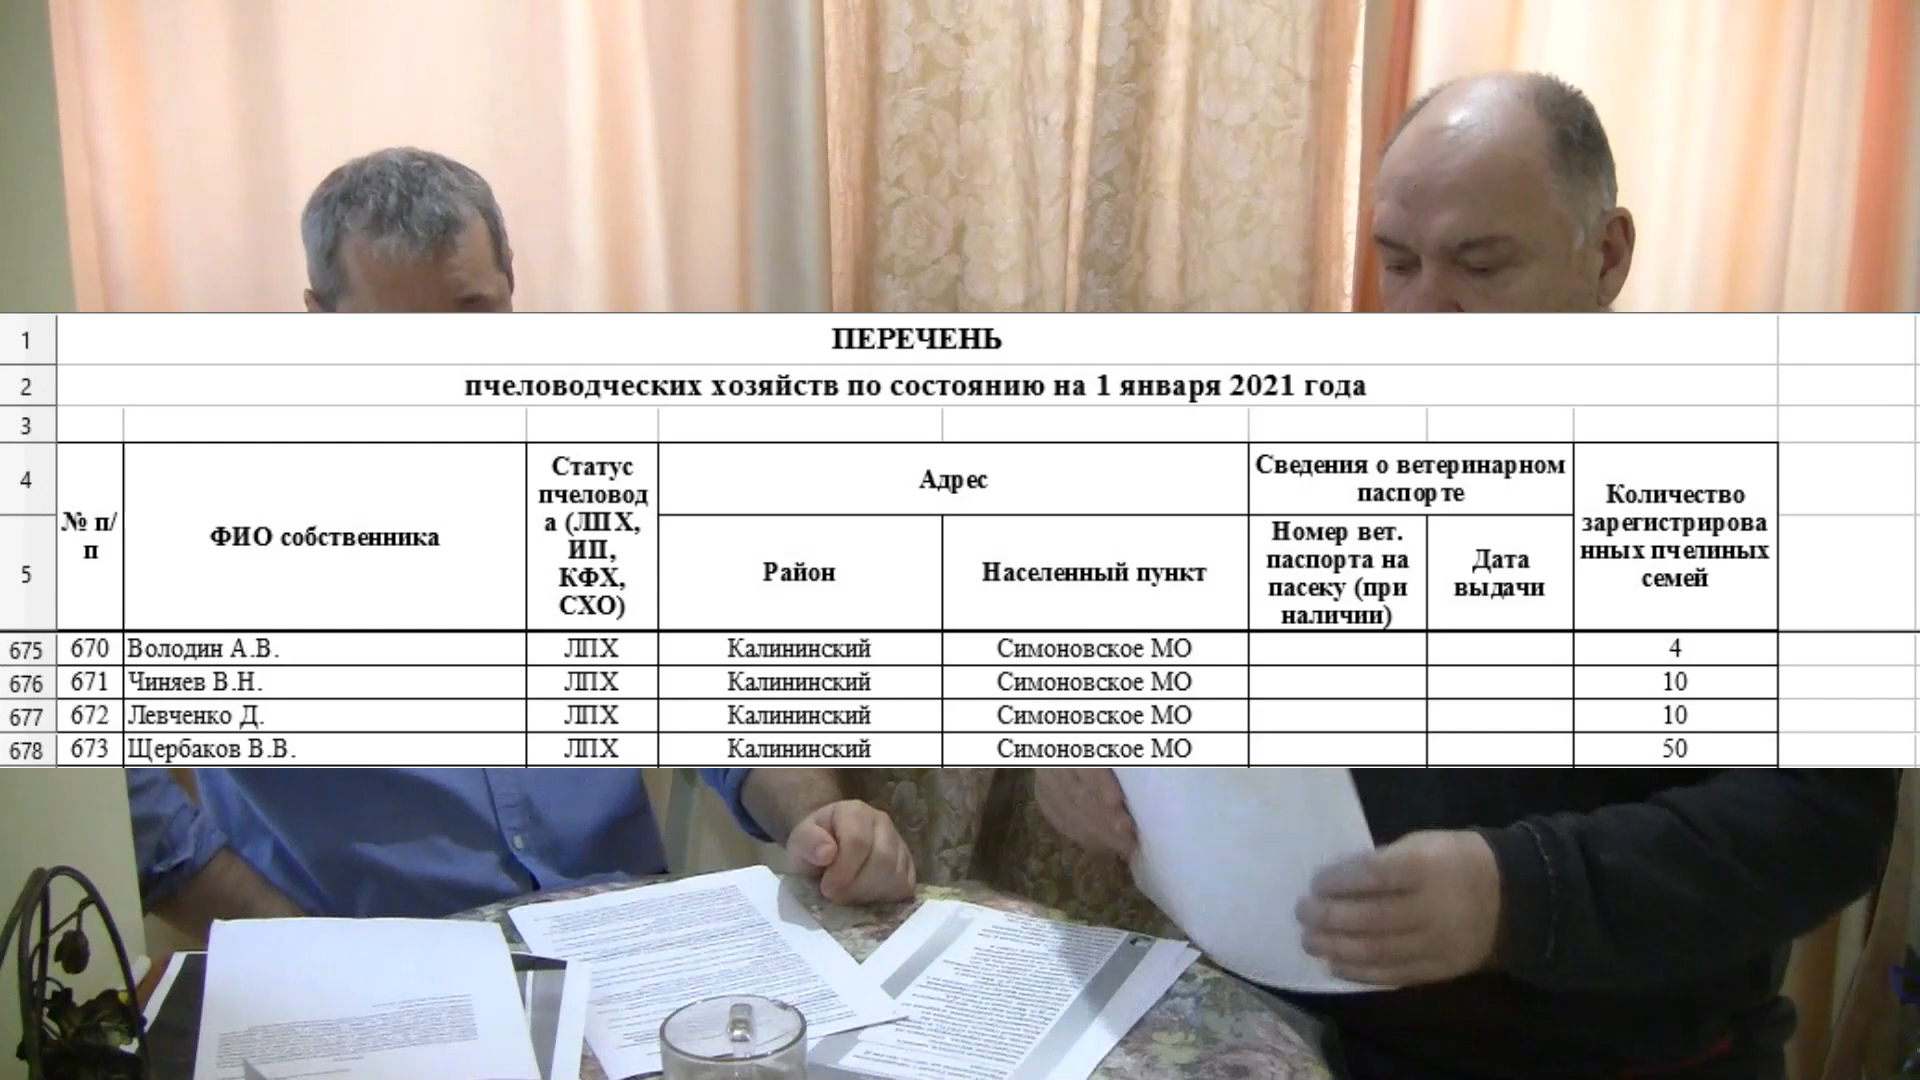 1 ПЕРЕЧЕНЬ
2 пчеловодческих хозяйств по состоянию на 1 января 2021 года
3
4
5
№ п/
п
ФИО собственника
Статус
пчеловод
а (ЛПХ,
ИП,
КФХ,
СХО)
Адрес
Район
Населенный пункт
Сведения о ветеринарном
паспорте
Номер вет.
паспорта на
пасеку (при
наличии)
Дата
выдачи
Количество
зарегистрирова
нных пчелиных
семей
675 670 Володин А.В. ЛПХ Калининский Симоновское МО 4
676 671 Чиняев В.Н. ЛПХ Калининский Симоновское МО 10
677 672 Левченко Д. ЛПХ Калининский Симоновское МО 10
678 673 Щербаков В.В. ЛПХ Калининский Симоновское МО 50